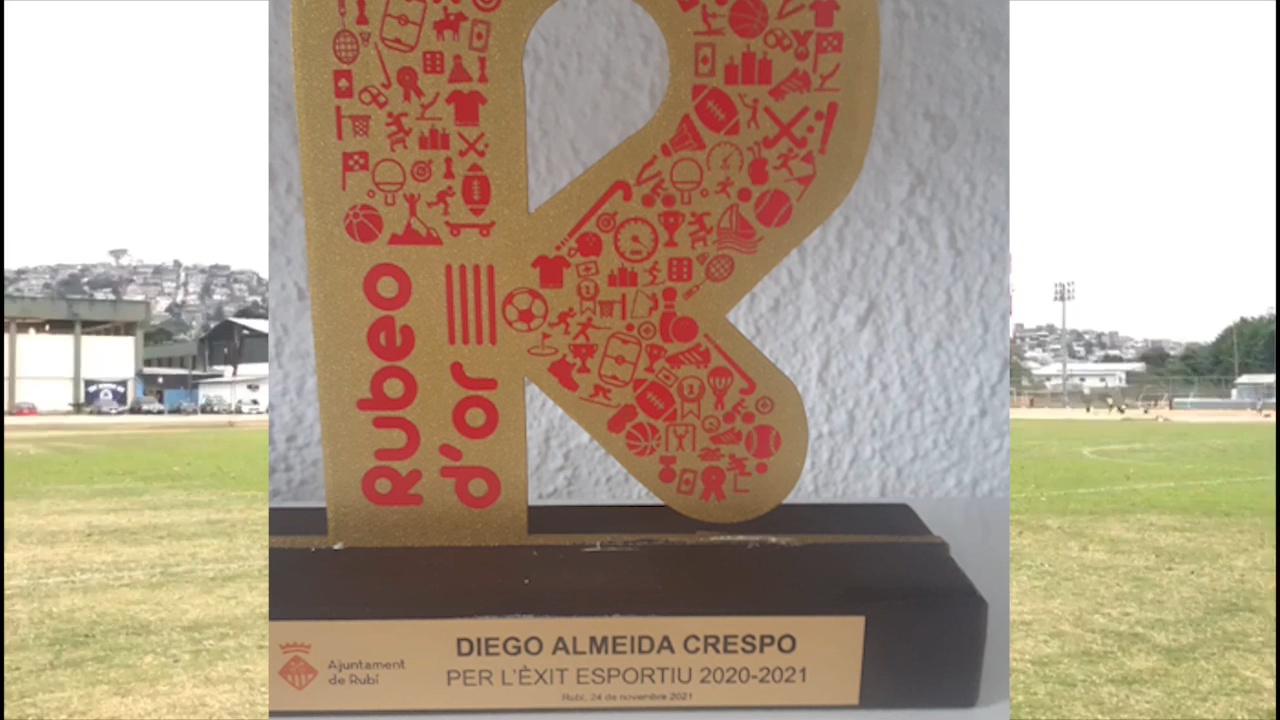 Rubeo
d'or
Ajuntament
de Rubí
DIEGO ALMEIDA CRESPO
PER L'ÈXIT ESPORTIU 2020-2021
Rubí, 24 de novembre 2021